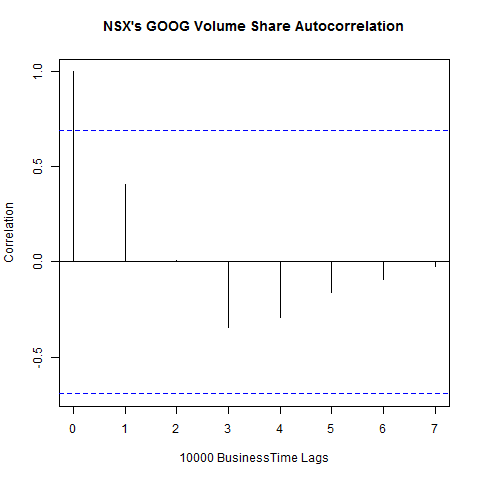 NSX's GOOG Volume Share Autocorrelation
1.0
0.5
0.0
-0.5
Correlation
0 1 2 3 4 5 6 7
10000 BusinessTime Lags